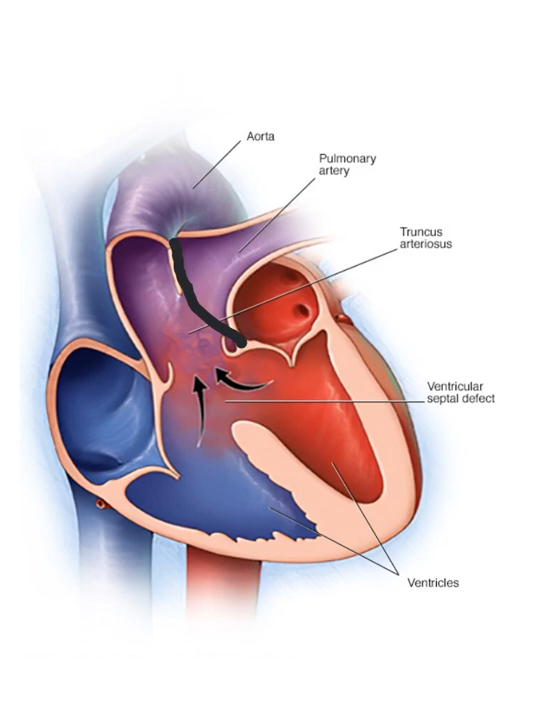 Aorta
Pulmonary
artery
Truncus
arteriosus
Ventricular
septal defect
Ventricles